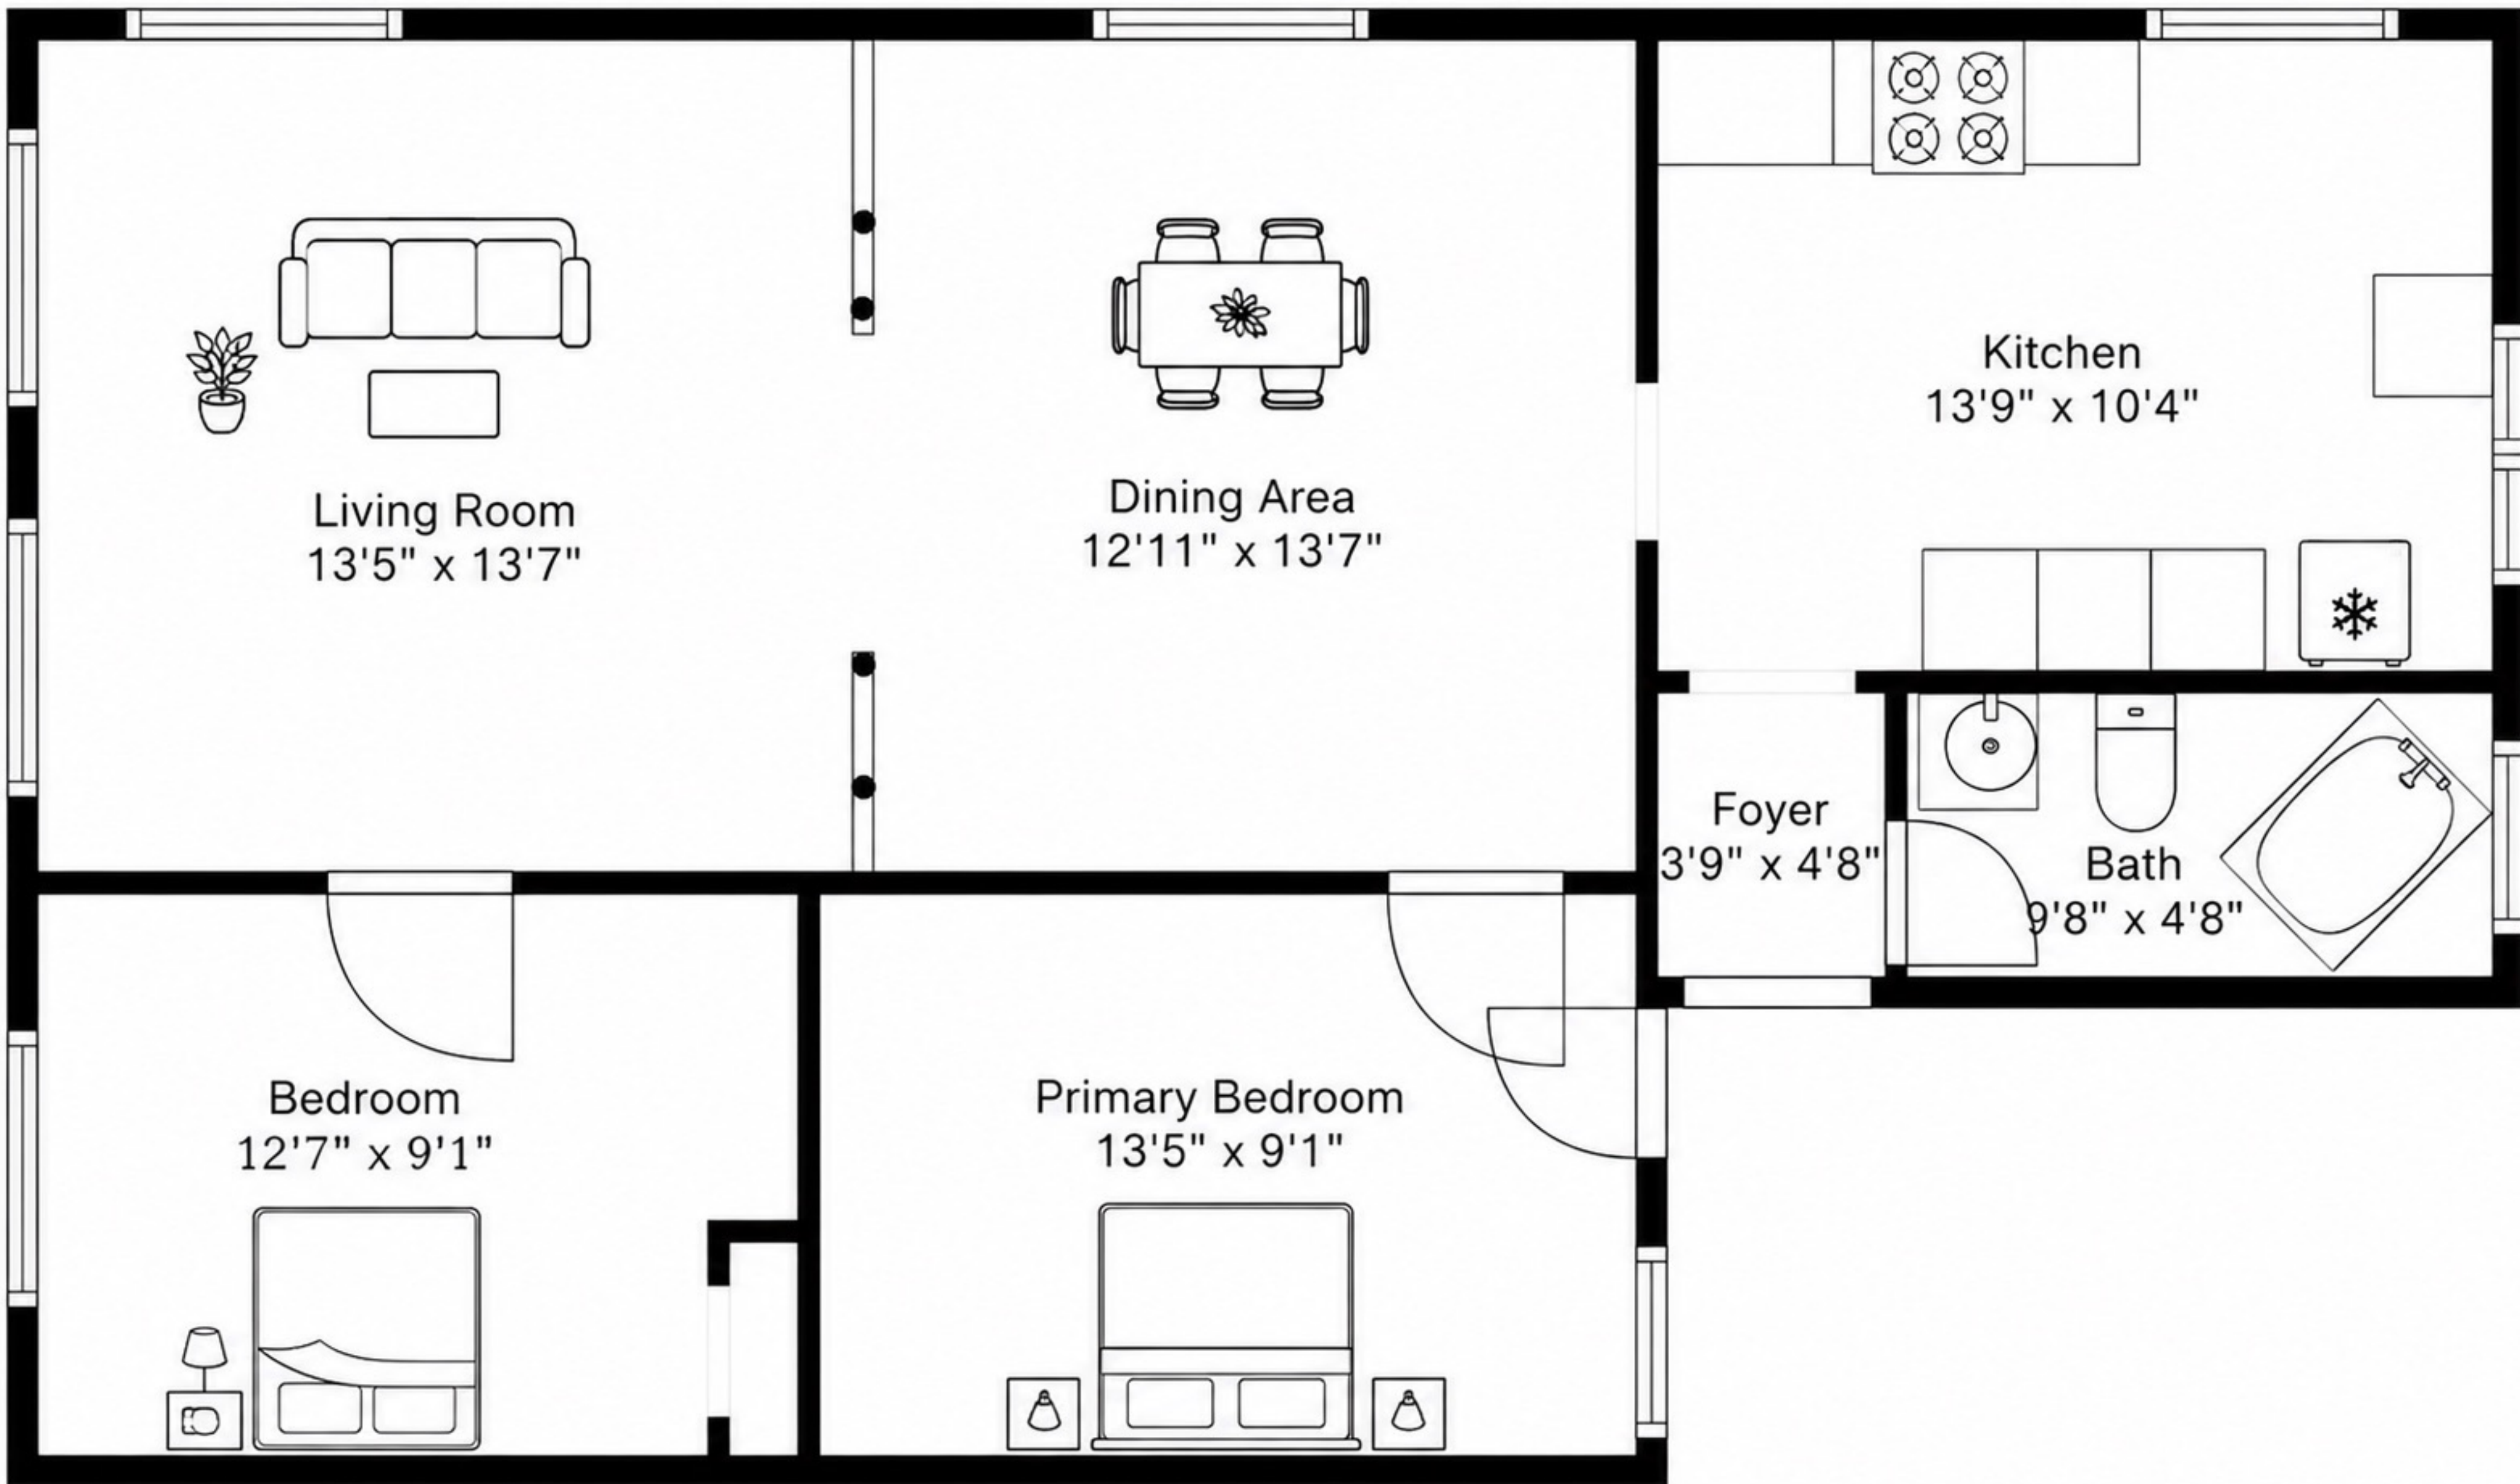 Living Room
13'5" x 13'7"
Dining Area
12'11" x 13'7"
Kitchen
13'9" x 10'4"
Foyer
3'9" x 4'8"
Bath
9'8" x 4'8"
Bedroom
12'7" x 9'1"
Primary Bedroom
13'5" x 9'1"